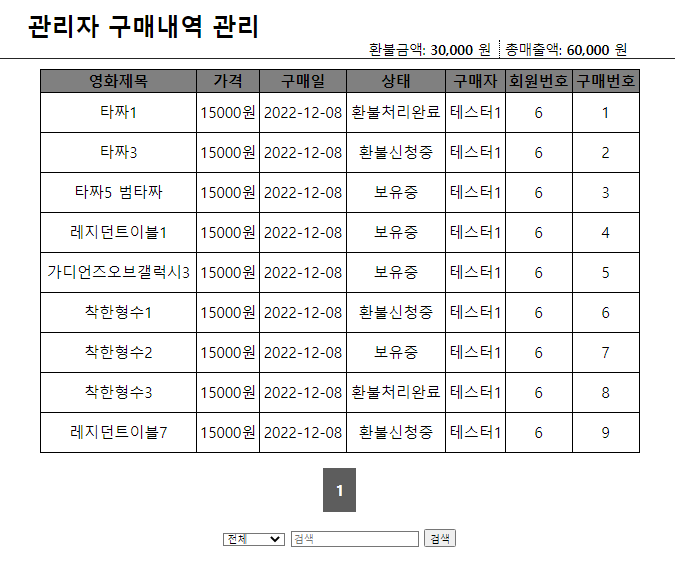 관리자 구매내역 관리
환불금액: 30,000 원 총매출액: 60,000 원
영화제목 가격 구매일 상태 구매자 회원번호 구매번호
타짜1 15000원 2022-12-08 환불처리완료 테스터1 6 1
타짜3 15000원 2022-12-08 환불신청중 테스터1 6 2
타짜5 범타짜 15000원 2022-12-08 보유중 테스터1 6 3
레지던트이블1 15000원 2022-12-08 보유중 테스터1 6 4
가디언즈오브갤럭시3 15000원 2022-12-08 보유중 테스터1 6 5
착한형수1 15000원 2022-12-08 환불신청중 테스터1 6 6
착한형수2 15000원 2022-12-08 보유중 테스터1 6 7
착한형수3 15000원 2022-12-08 환불처리완료 테스터1 6 8
레지던트이블7 15000원 2022-12-08 환불신청중 테스터1 6 9
1
전체 검색 검색